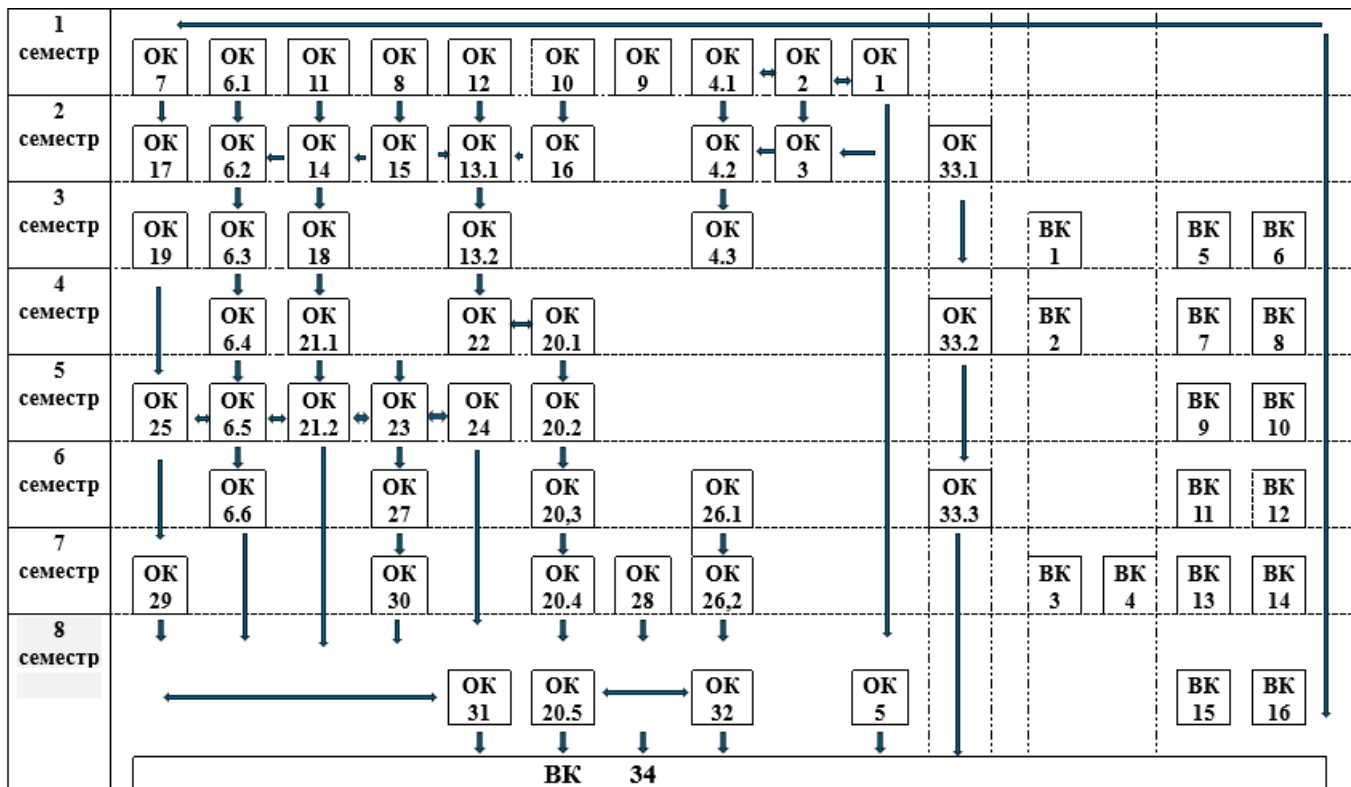 1 семестр
ОК 7 ОК 6.1 ОК 11 ОК 8 ОК 12 ОК 10 ОК 9 ОК 4.1 ОК 2 ОК 1
2 семестр
ОК 17 ОК 6.2 ОК 14 ОК 15 ОК 13.1 ОК 16 ОК 4.2 ОК 3 ОК 33.1
3 семестр
ОК 19 ОК 6.3 ОК 18 ОК 13.2 ОК 4.3 ВК 1 ВК 5 ВК 6
4 семестр
ОК 6.4 ОК 21.1 ОК 22 ОК 20.1 ОК 33.2 ВК 2 ВК 7 ВК 8
5 семестр
ОК 25 ОК 6.5 ОК 21.2 ОК 23 ОК 24 ОК 20.2 ВК 9 ВК 10
6 семестр
ОК 6.6 ОК 27 ОК 20,3 ОК 26.1 ОК 33.3 ВК 11 ВК 12
7 семестр
ОК 29 ОК 30 ОК 20.4 ОК 28 ОК 26,2 ВК 3 ВК 4 ВК 13 ВК 14
8 семестр
ОК 31 ОК 20.5 ОК 32 ОК 5 ВК 15 ВК 16
ВК 34